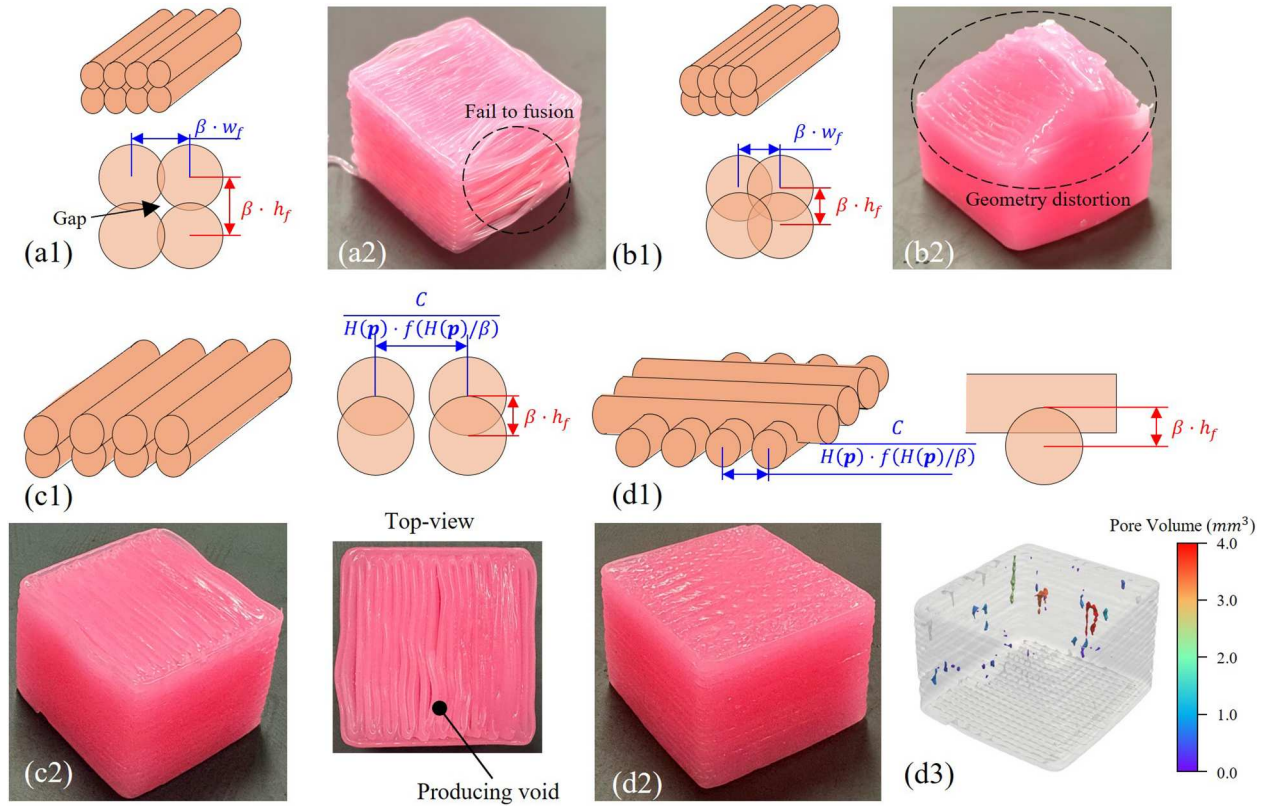 β · w_f
Gap
β · h_f
(a1)
Fail to fusion
(a2)
β · w_f
β · h_f
(b1)
Geometry distortion
(b2)
C
H(p) · f(H(p)/β)
β · h_f
(c1)
C
H(p) · f(H(p)/β)
β · h_f
(d1)
(c2)
Top-view
Producing void
(d2)
Pore Volume (mm³)
4.0
3.0
2.0
1.0
0.0
(d3)